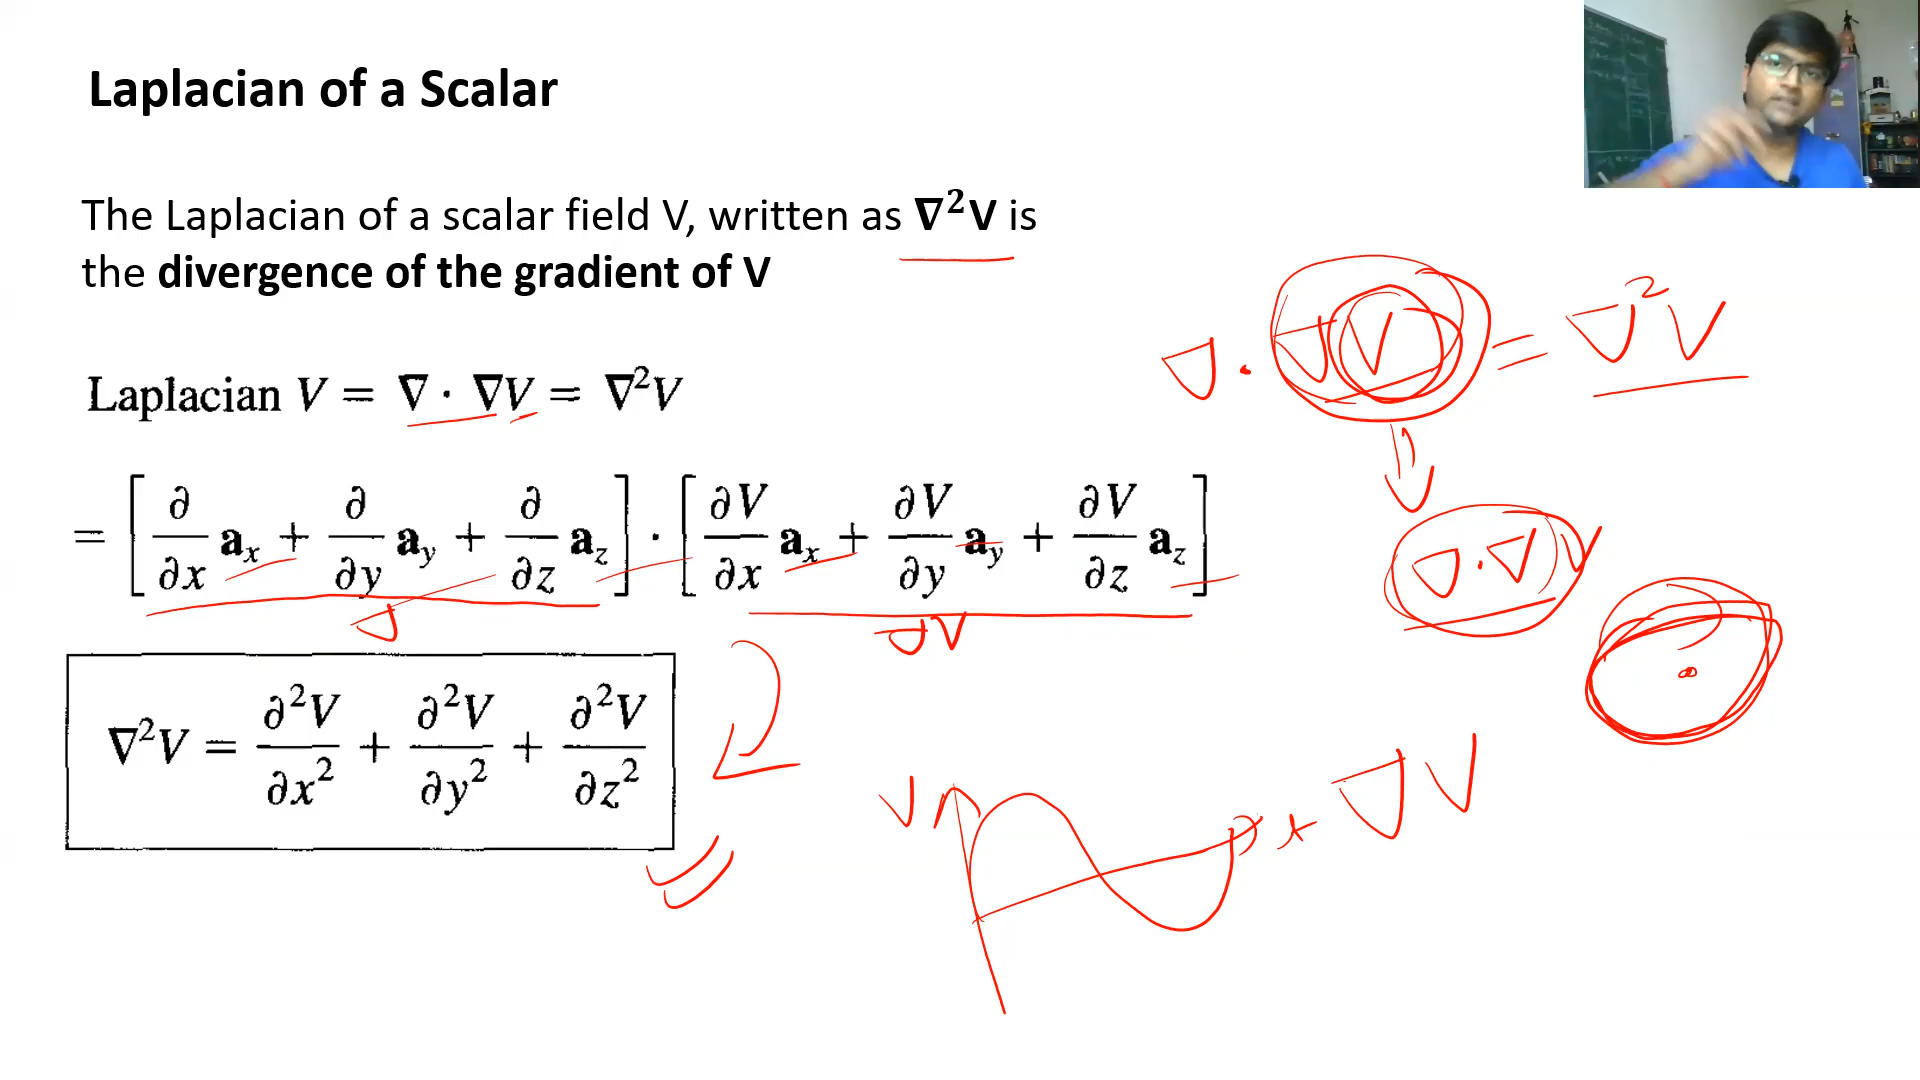 Laplacian of a Scalar
The Laplacian of a scalar field V, written as ∇²V is
the divergence of the gradient of V
∇ · ∇V = ∇²V
Laplacian V = ∇ · ∇V = ∇²V
∇ · ∇ V
= [∂/∂x aₓ + ∂/∂y a_y + ∂/∂z a_z] · [∂V/∂x aₓ + ∂V/∂y a_y + ∂V/∂z a_z]
∇
∇V
∇²V = ∂²V/∂x² + ∂²V/∂y² + ∂²V/∂z²
V
x
∇V